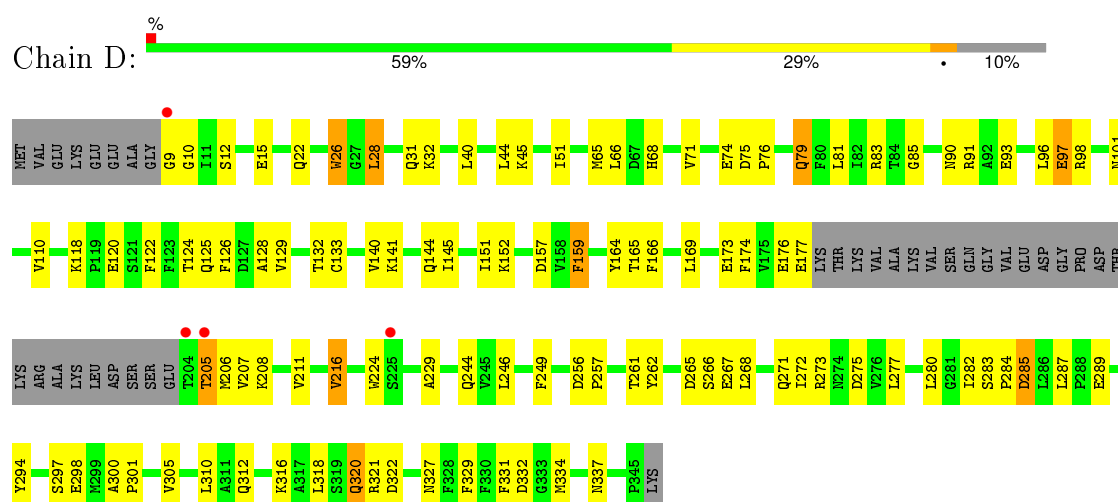 %
Chain D:
59% 29% • 10%
MET VAL GLU LYS GLU GLU ALA GLY G9 G10 I11 S12 E15 Q22 W26 G27 L28 Q31 K32 L40 L44 K45 I51 M65 L66 D67 H68 V71 E74 D75 P76 Q79 F80 L81 I82 R83 T84 G85 N90 R91 A92 E93 L96 E97 R98 N101
V110 K118 P119 E120 S121 F122 F123 T124 Q125 F126 D127 A128 V129 T132 C133 V140 K141 Q144 I145 I151 K152 D157 V158 F159 Y164 T165 F166 L169 E173 F174 V175 E176 E177 LYS THR LYS VAL ALA LYS VAL SER GLN GLY VAL GLU ASP GLY PRO ASP THR
LYS ARG ALA LYS LEU ASP SER SER GLU T204 T205 M206 V207 K208 V211 V216 W224 S225 A229 Q244 V245 L246 F249 D256 P257 T261 Y262 D265 S266 E267 L268 Q271 I272 R273 N274 D275 V276 L277 L280 G281 I282 S283 P284 D285 L286 L287 P288 E289
Y294 S297 E298 M299 A300 P301 V305 L310 A311 Q312 K316 A317 L318 S319 Q320 R321 D322 N327 F328 F329 F330 F331 D332 G333 M334 N337 P345 LYS